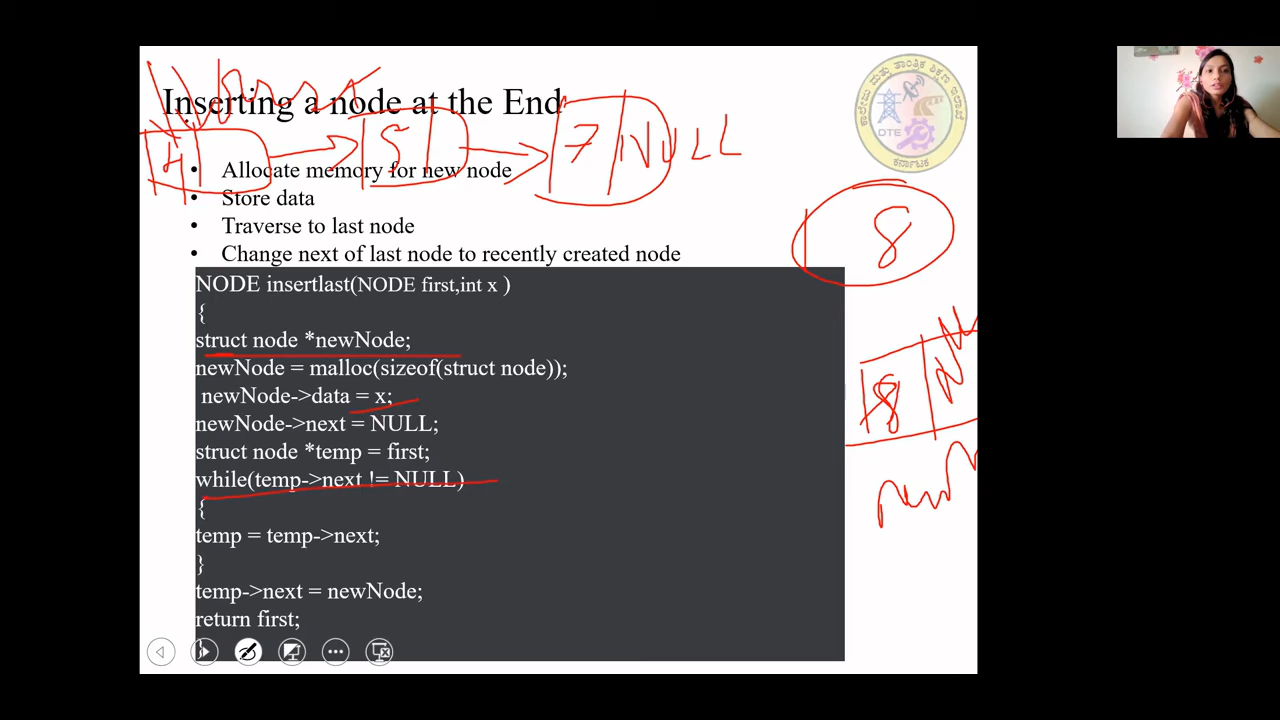 Inserting a node at the End
4 5 7 NULL
• Allocate memory for new node
• Store data
• Traverse to last node
• Change next of last node to recently created node
8
NODE insertlast(NODE first,int x )
{
struct node *newNode;
newNode = malloc(sizeof(struct node));
newNode->data = x;
newNode->next = NULL;
struct node *temp = first;
while(temp->next != NULL)
{
temp = temp->next;
}
temp->next = newNode;
return first;
8
DTE
ಕರ್ನಾಟಕ